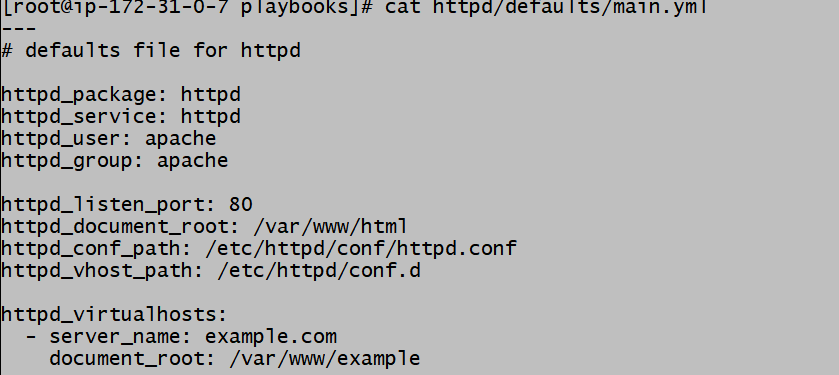 [root@ip-172-31-0-7 playbooks]# cat httpd/defaults/main.yml
---
# defaults file for httpd
httpd_package: httpd
httpd_service: httpd
httpd_user: apache
httpd_group: apache
httpd_listen_port: 80
httpd_document_root: /var/www/html
httpd_conf_path: /etc/httpd/conf/httpd.conf
httpd_vhost_path: /etc/httpd/conf.d
httpd_virtualhosts:
  - server_name: example.com
    document_root: /var/www/example